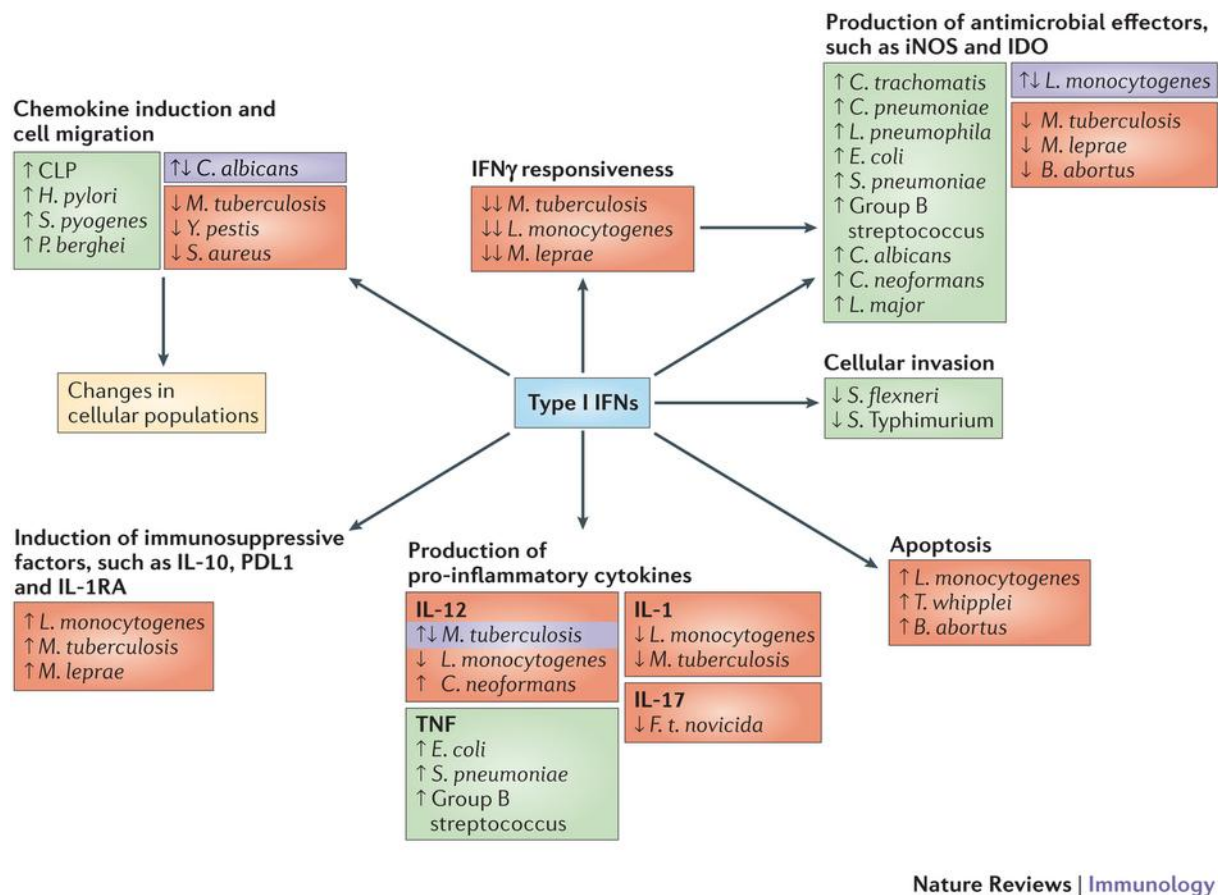 Production of antimicrobial effectors,
such as iNOS and IDO
↑ C. trachomatis
↑ C. pneumoniae
↑ L. pneumophila
↑ E. coli
↑ S. pneumoniae
↑ Group B
streptococcus
↑ C. albicans
↑ C. neoformans
↑ L. major
↑↓ L. monocytogenes
↓ M. tuberculosis
↓ M. leprae
↓ B. abortus
Chemokine induction and
cell migration
↑ CLP
↑ H. pylori
↑ S. pyogenes
↑ P. berghei
↑↓ C. albicans
↓ M. tuberculosis
↓ Y. pestis
↓ S. aureus
IFNγ responsiveness
↓↓ M. tuberculosis
↓↓ L. monocytogenes
↓↓ M. leprae
Changes in
cellular populations
Type I IFNs
Cellular invasion
↓ S. flexneri
↓ S. Typhimurium
Induction of immunosuppressive
factors, such as IL-10, PDL1
and IL-1RA
↑ L. monocytogenes
↑ M. tuberculosis
↑ M. leprae
Production of
pro-inflammatory cytokines
IL-12
↑↓ M. tuberculosis
↓ L. monocytogenes
↑ C. neoformans
IL-1
↓ L. monocytogenes
↓ M. tuberculosis
IL-17
↓ F. t. novicida
TNF
↑ E. coli
↑ S. pneumoniae
↑ Group B
streptococcus
Apoptosis
↑ L. monocytogenes
↑ T. whipplei
↑ B. abortus
Nature Reviews | Immunology